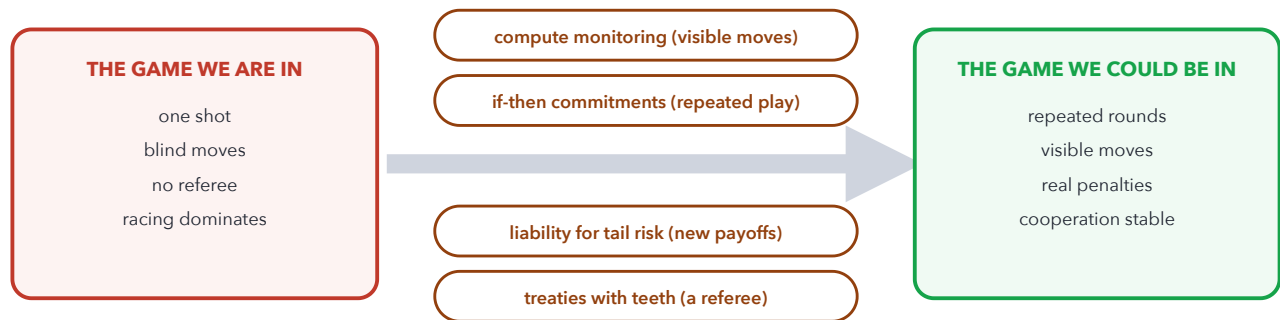 THE GAME WE ARE IN
one shot
blind moves
no referee
racing dominates
compute monitoring (visible moves)
if-then commitments (repeated play)
liability for tail risk (new payoffs)
treaties with teeth (a referee)
THE GAME WE COULD BE IN
repeated rounds
visible moves
real penalties
cooperation stable